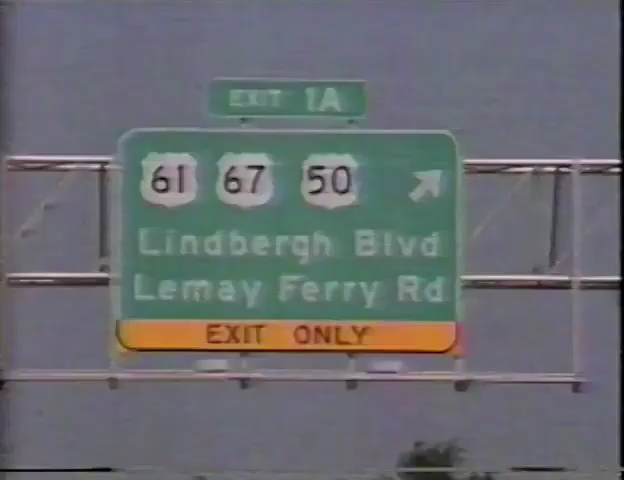 EXIT 1A
61 67 50
Lindbergh Blvd
Lemay Ferry Rd
EXIT ONLY